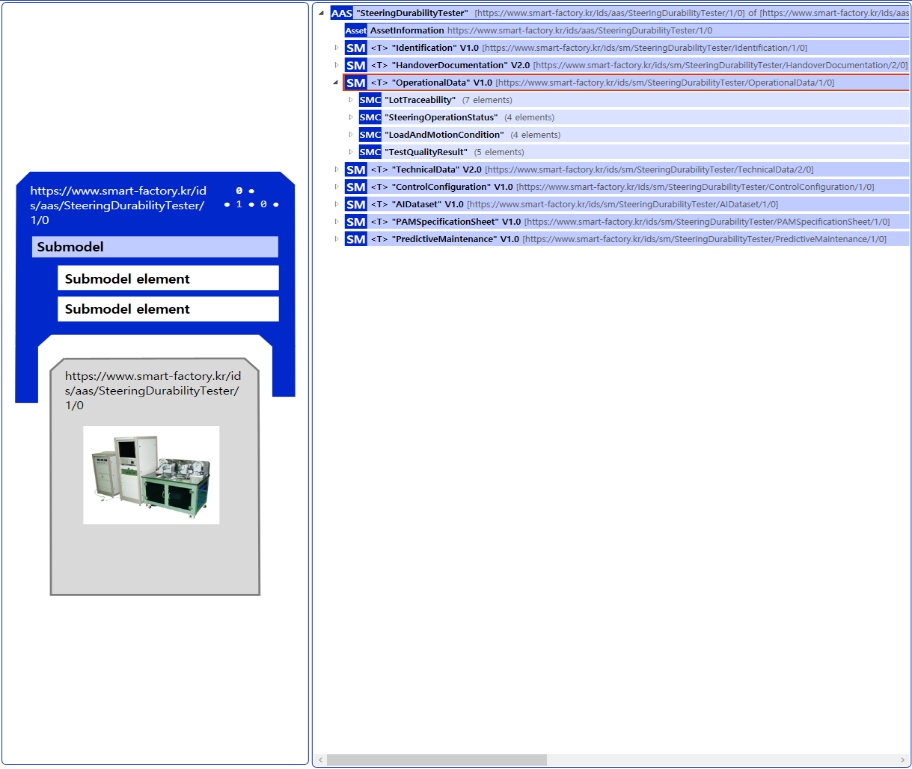 https://www.smart-factory.kr/id
s/aas/SteeringDurabilityTester/
1/0
0
1 0
Submodel
Submodel element
Submodel element
https://www.smart-factory.kr/id
s/aas/SteeringDurabilityTester/
1/0
AAS "SteeringDurabilityTester" [https://www.smart-factory.kr/ids/aas/SteeringDurabilityTester/1/0] of [https://www.smart-factory.kr/ids/aas
Asset AssetInformation https://www.smart-factory.kr/ids/aas/SteeringDurabilityTester/1/0
SM <T> "Identification" V1.0 [https://www.smart-factory.kr/ids/sm/SteeringDurabilityTester/Identification/1/0]
SM <T> "HandoverDocumentation" V2.0 [https://www.smart-factory.kr/ids/sm/SteeringDurabilityTester/HandoverDocumentation/2/0]
SM <T> "OperationalData" V1.0 [https://www.smart-factory.kr/ids/sm/SteeringDurabilityTester/OperationalData/1/0]
SMC "LotTraceability" (7 elements)
SMC "SteeringOperationStatus" (4 elements)
SMC "LoadAndMotionCondition" (4 elements)
SMC "TestQualityResult" (5 elements)
SM <T> "TechnicalData" V2.0 [https://www.smart-factory.kr/ids/sm/SteeringDurabilityTester/TechnicalData/2/0]
SM <T> "ControlConfiguration" V1.0 [https://www.smart-factory.kr/ids/sm/SteeringDurabilityTester/ControlConfiguration/1/0]
SM <T> "AIDataset" V1.0 [https://www.smart-factory.kr/ids/sm/SteeringDurabilityTester/AIDataset/1/0]
SM <T> "PAMSpecificationSheet" V1.0 [https://www.smart-factory.kr/ids/sm/SteeringDurabilityTester/PAMSpecificationSheet/1/0]
SM <T> "PredictiveMaintenance" V1.0 [https://www.smart-factory.kr/ids/sm/SteeringDurabilityTester/PredictiveMaintenance/1/0]